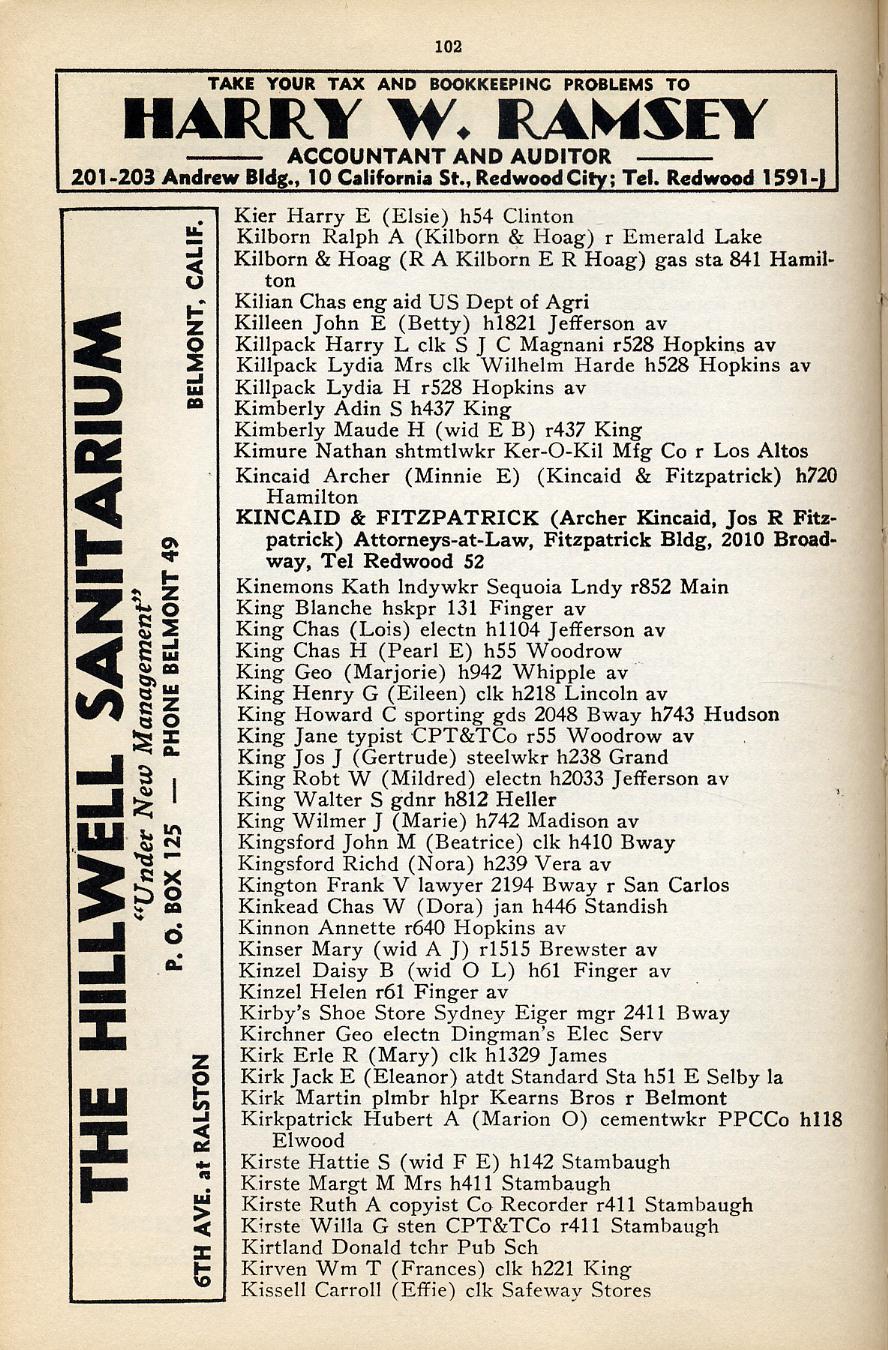 102
TAKE YOUR TAX AND BOOKKEEPING PROBLEMS TO
HARRY W. RAMSEY
ACCOUNTANT AND AUDITOR
201-203 Andrew Bldg., 10 California St., Redwood City; Tel. Redwood 1591-J
THE HILLWELL SANITARIUM
"Under New Management"
P. O. BOX 125 — PHONE BELMONT 49
6TH AVE. at RALSTON BELMONT, CALIF.
Kier Harry E (Elsie) h54 Clinton
Kilborn Ralph A (Kilborn & Hoag) r Emerald Lake
Kilborn & Hoag (R A Kilborn E R Hoag) gas sta 841 Hamil-
ton
Kilian Chas eng aid US Dept of Agri
Killeen John E (Betty) h1821 Jefferson av
Killpack Harry L clk S J C Magnani r528 Hopkins av
Killpack Lydia Mrs clk Wilhelm Harde h528 Hopkins av
Killpack Lydia H r528 Hopkins av
Kimberly Adin S h437 King
Kimberly Maude H (wid E B) r437 King
Kimure Nathan shtmtlwkr Ker-O-Kil Mfg Co r Los Altos
Kincaid Archer (Minnie E) (Kincaid & Fitzpatrick) h720
Hamilton
KINCAID & FITZPATRICK (Archer Kincaid, Jos R Fitz-
patrick) Attorneys-at-Law, Fitzpatrick Bldg, 2010 Broad-
way, Tel Redwood 52
Kinemons Kath lndywkr Sequoia Lndy r852 Main
King Blanche hskpr 131 Finger av
King Chas (Lois) electn h1104 Jefferson av
King Chas H (Pearl E) h55 Woodrow
King Geo (Marjorie) h942 Whipple av
King Henry G (Eileen) clk h218 Lincoln av
King Howard C sporting gds 2048 Bway h743 Hudson
King Jane typist CPT&TCo r55 Woodrow av
King Jos J (Gertrude) steelwkr h238 Grand
King Robt W (Mildred) electn h2033 Jefferson av
King Walter S gdnr h812 Heller
King Wilmer J (Marie) h742 Madison av
Kingsford John M (Beatrice) clk h410 Bway
Kingsford Richd (Nora) h239 Vera av
Kington Frank V lawyer 2194 Bway r San Carlos
Kinkead Chas W (Dora) jan h446 Standish
Kinnon Annette r640 Hopkins av
Kinser Mary (wid A J) r1515 Brewster av
Kinzel Daisy B (wid O L) h61 Finger av
Kinzel Helen r61 Finger av
Kirby's Shoe Store Sydney Eiger mgr 2411 Bway
Kirchner Geo electn Dingman's Elec Serv
Kirk Erle R (Mary) clk h1329 James
Kirk Jack E (Eleanor) atdt Standard Sta h51 E Selby la
Kirk Martin plmbr hlpr Kearns Bros r Belmont
Kirkpatrick Hubert A (Marion O) cementwkr PPCCo h118
Elwood
Kirste Hattie S (wid F E) h142 Stambaugh
Kirste Margt M Mrs h411 Stambaugh
Kirste Ruth A copyist Co Recorder r411 Stambaugh
Kirste Willa G sten CPT&TCo r411 Stambaugh
Kirtland Donald tchr Pub Sch
Kirven Wm T (Frances) clk h221 King
Kissell Carroll (Effie) clk Safeway Stores